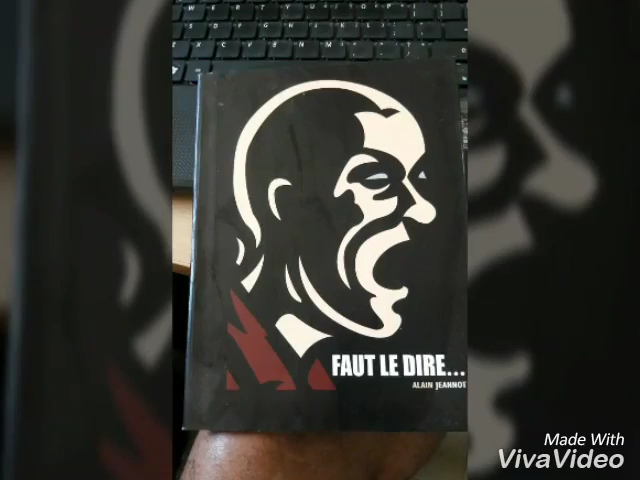 W E R T Y U I O P
S D F G H J K L
Z X C V B N M
FAUT LE DIRE...
ALAIN JEANNOT
Made With
VivaVideo